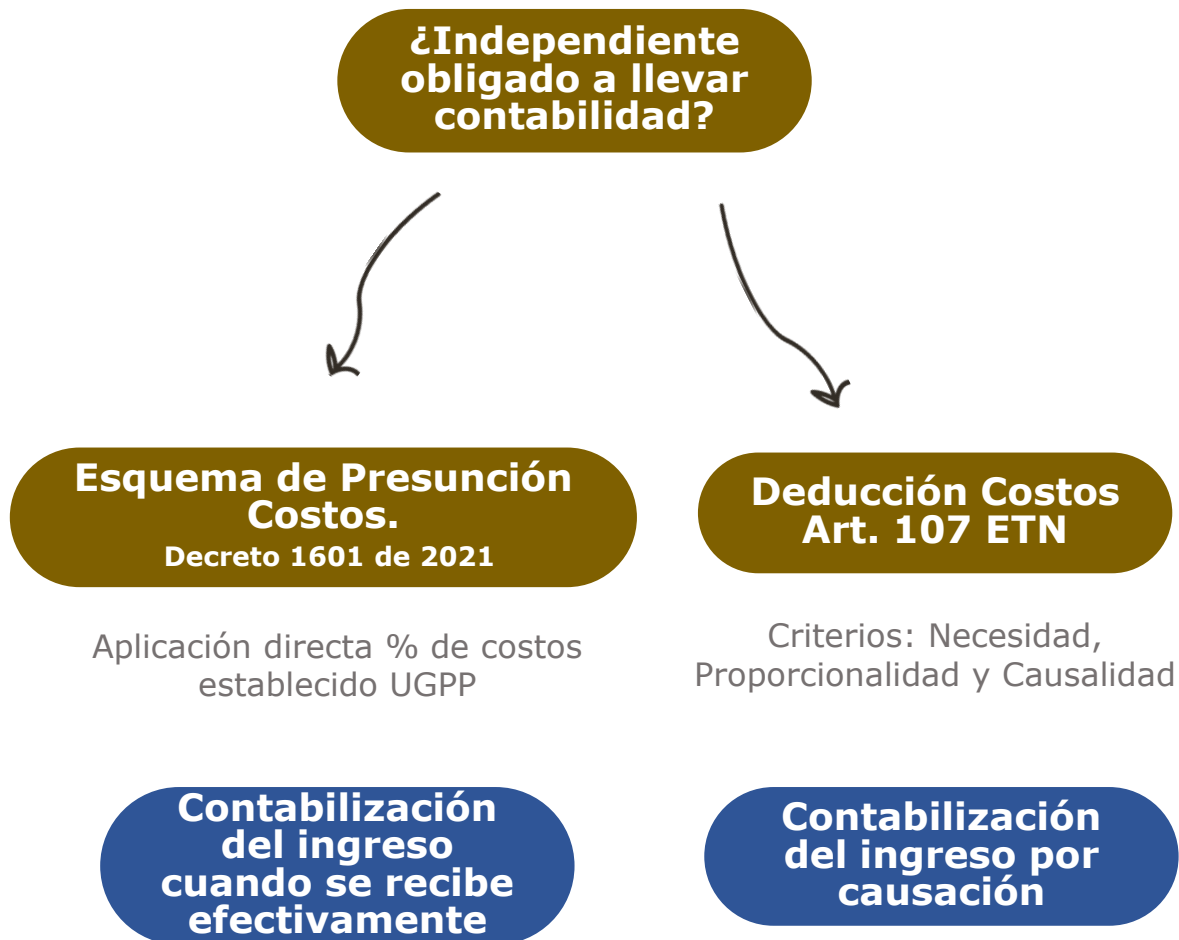 ¿Independiente
obligado a llevar
contabilidad?
Esquema de Presunción
Costos.
Decreto 1601 de 2021
Aplicación directa % de costos
establecido UGPP
Contabilización
del ingreso
cuando se recibe
efectivamente
Deducción Costos
Art. 107 ETN
Criterios: Necesidad,
Proporcionalidad y Causalidad
Contabilización
del ingreso por
causación